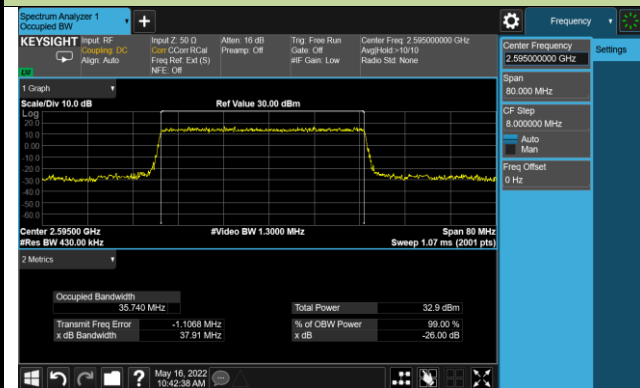 Spectrum Analyzer 1
Occupied BW
Frequency
KEYSIGHT
Input: RF
Coupling: DC
Align: Auto
Input Z: 50 Ω
Corr CCorr RCal
Freq Ref: Ext (S)
NFE: Off
Atten: 16 dB
Preamp: Off
Trig: Free Run
Gate: Off
#IF Gain: Low
Center Freq: 2.595000000 GHz
Avg|Hold:>10/10
Radio Std: None
1 Graph
Scale/Div 10.0 dB
Ref Value 30.00 dBm
Log
20.0
10.0
0.00
-10.0
-20.0
-30.0
-40.0
-50.0
-60.0
Center 2.59500 GHz
#Video BW 1.3000 MHz
Span 80 MHz
#Res BW 430.00 kHz
Sweep 1.07 ms (2001 pts)
2 Metrics
Occupied Bandwidth
35.740 MHz
Total Power
32.9 dBm
Transmit Freq Error
-1.1068 MHz
% of OBW Power
99.00 %
x dB Bandwidth
37.91 MHz
x dB
-26.00 dB
?
May 16, 2022
10:42:38 AM
Center Frequency
2.595000000 GHz
Settings
Span
80.000 MHz
CF Step
8.000000 MHz
Auto
Man
Freq Offset
0 Hz